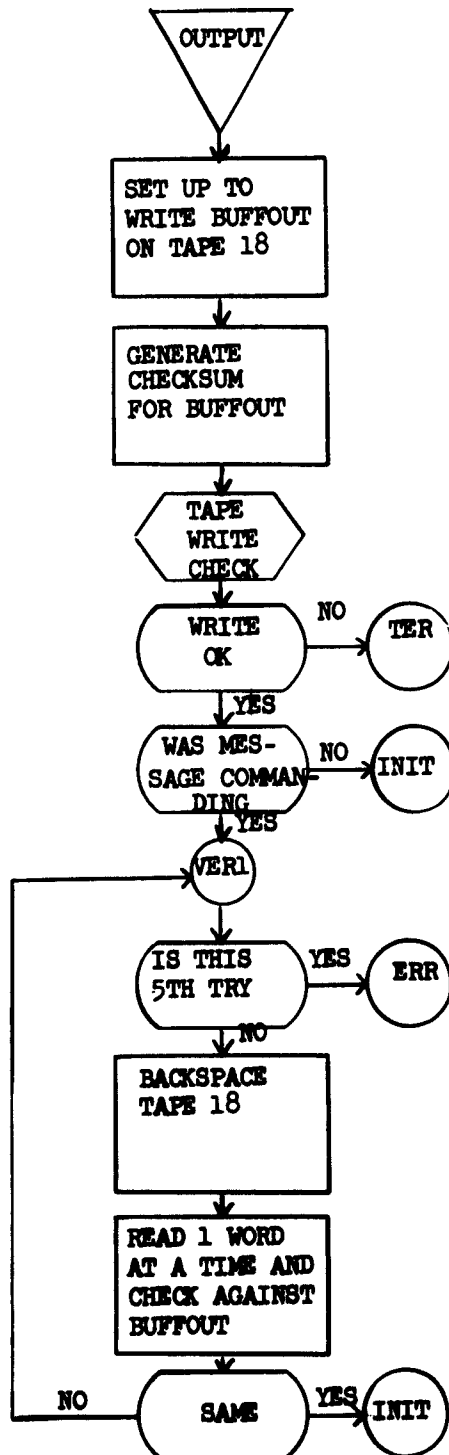 OUTPUT
SET UP TO
WRITE BUFFOUT
ON TAPE 18
GENERATE
CHECKSUM
FOR BUFFOUT
TAPE
WRITE
CHECK
WRITE
OK
NO
TER
YES
WAS MES-
SAGE COMMAN-
DING
NO
INIT
YES
VER1
IS THIS
5TH TRY
YES
ERR
NO
BACKSPACE
TAPE 18
READ 1 WORD
AT A TIME AND
CHECK AGAINST
BUFFOUT
NO
SAME
YES
INIT